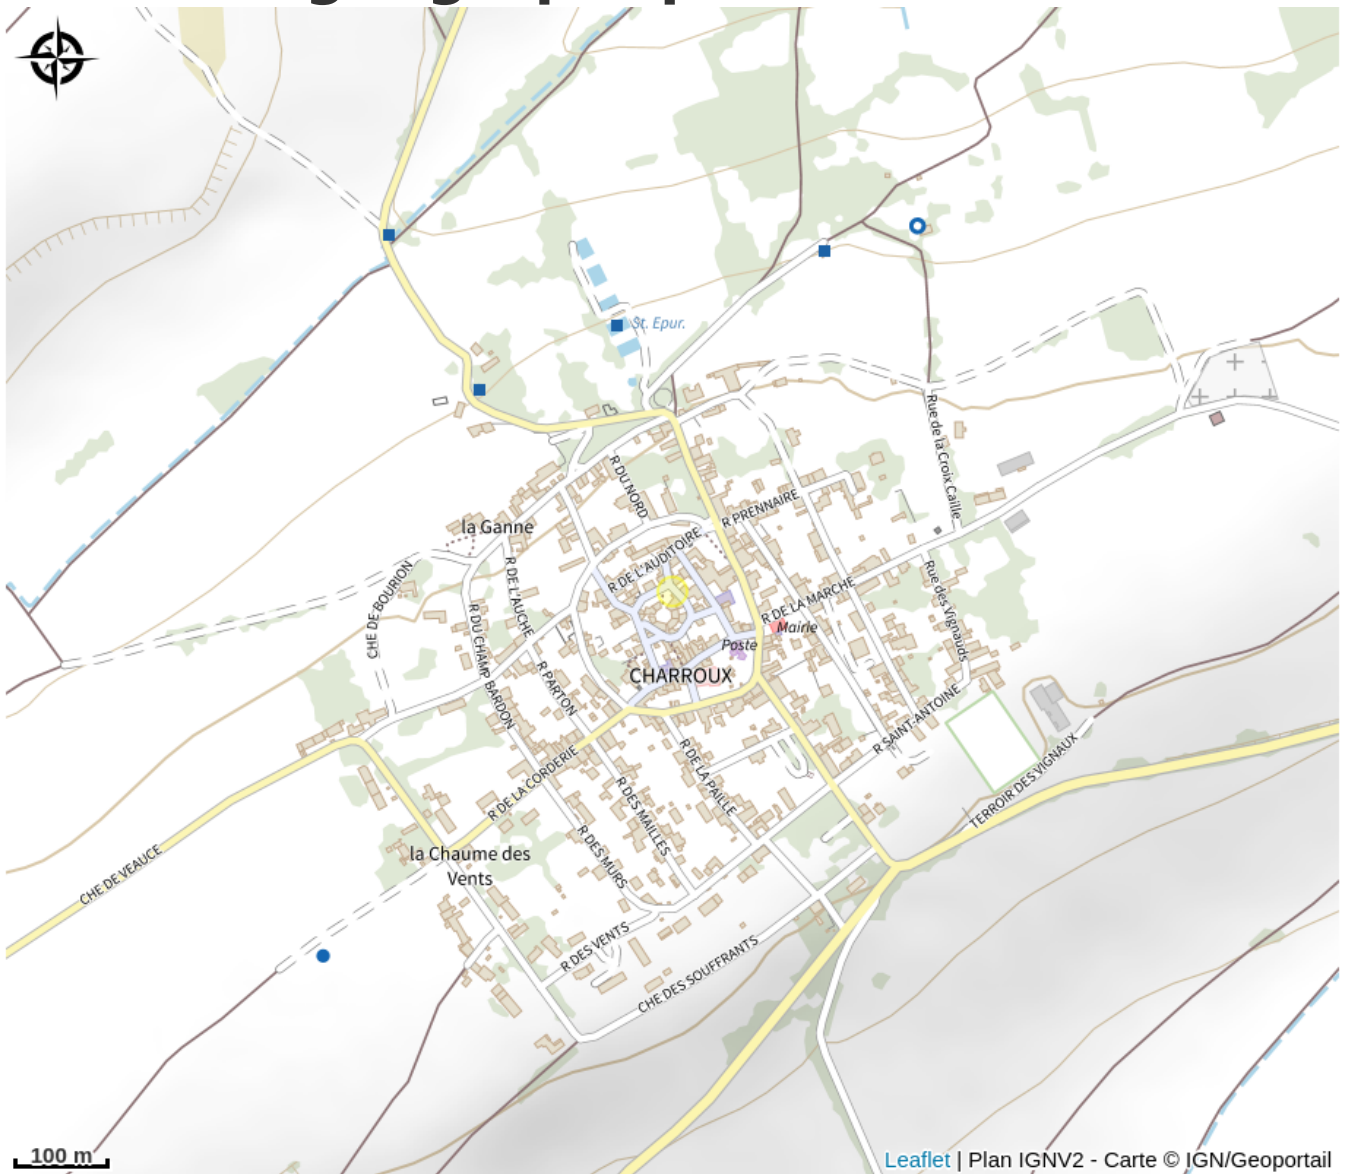 St. Epur.
Rue de la Croix Caille
R DU NORD
R PRENNAIRE
la Ganne
R DE L'AUDITOIRE
CHE DE BOURION
R DE L'AUCHE
Rue des Vignauds
R DE LA MARCHE
R DU CHAMP BARDON
Mairie
Poste
CHARROUX
R PARTON
R SAINT-ANTOINE
R DE LA CORDERIE
R DE LA PAILLE
TERROIR DES VIGNAUX
R DES MAILLES
la Chaume des
Vents
CHE DE VEAUCE
R DES MURS
R DES VENTS
CHE DES SOUFFRANTS
100 m
Leaflet | Plan IGNV2 - Carte © IGN/Geoportail